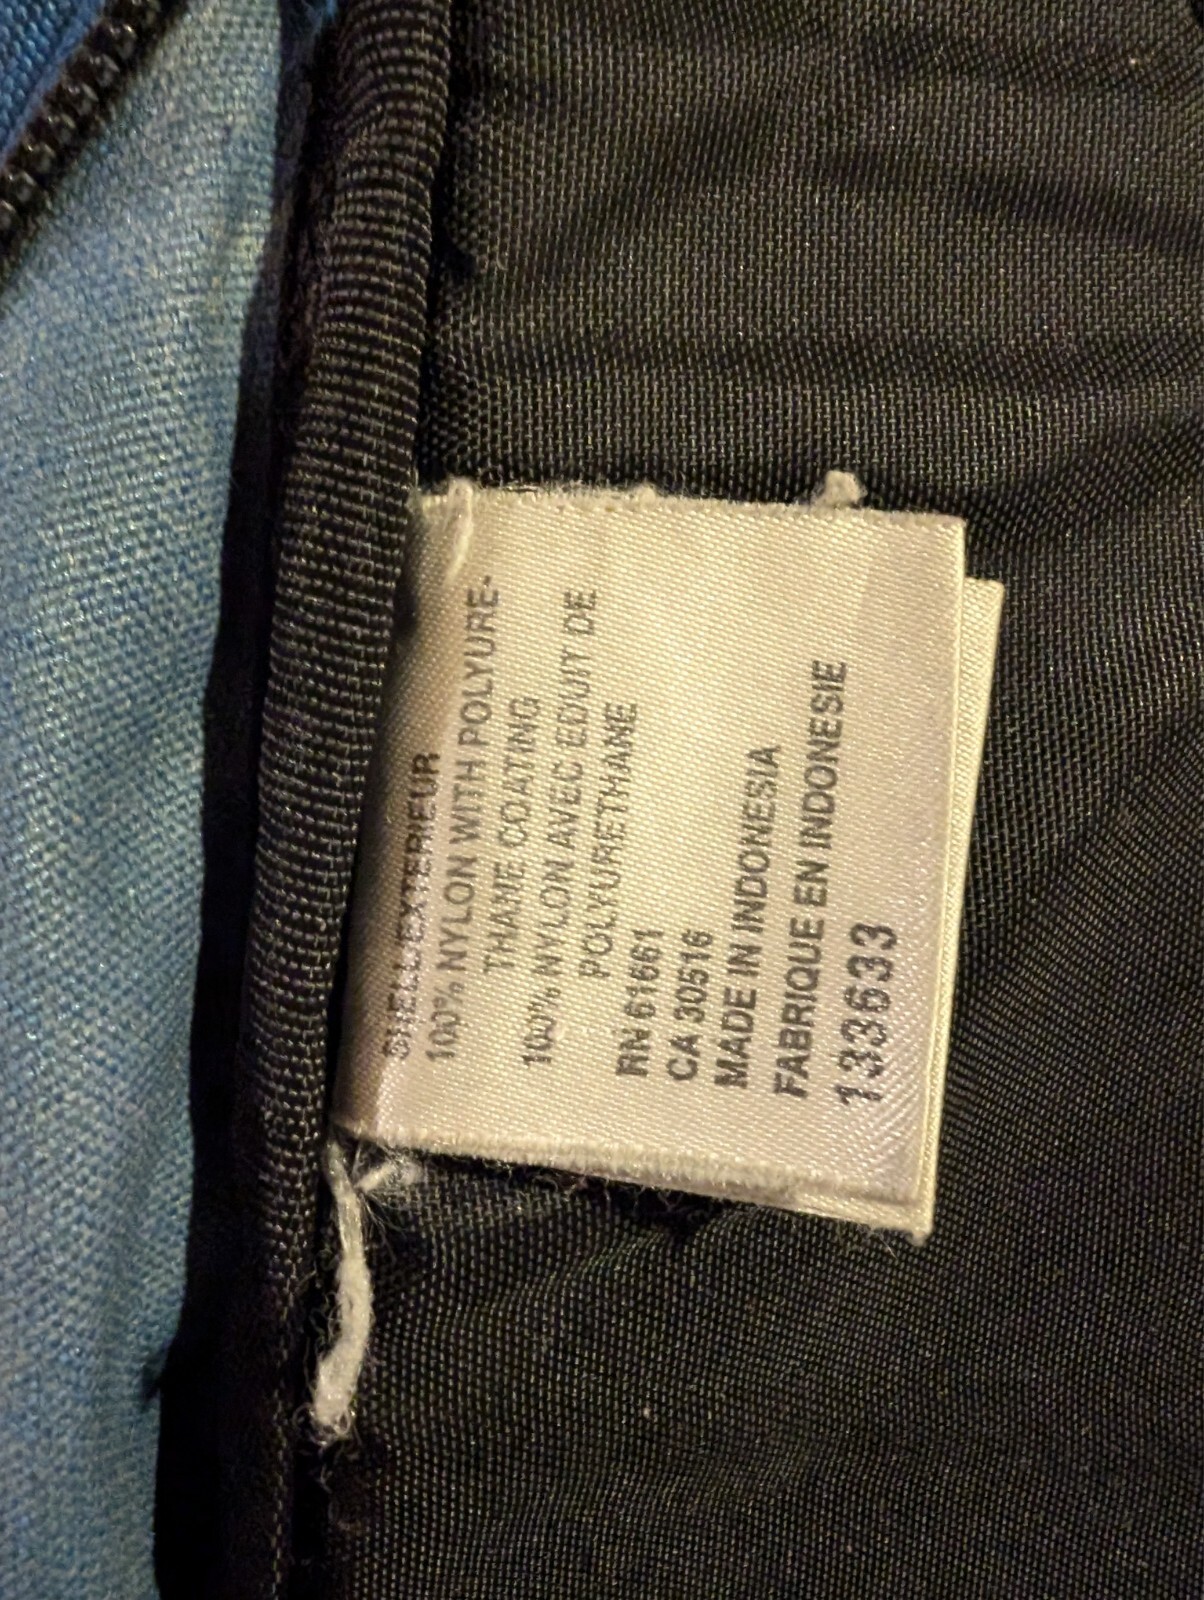 SHELL/EXTERIEUR
100% NYLON WITH POLYURE-
THANE COATING
100% NYLON AVEC EDUIT DE
POLYURETHANE
RN 61661
CA 30516
MADE IN INDONESIA
FABRIQUE EN INDONESIE
133633